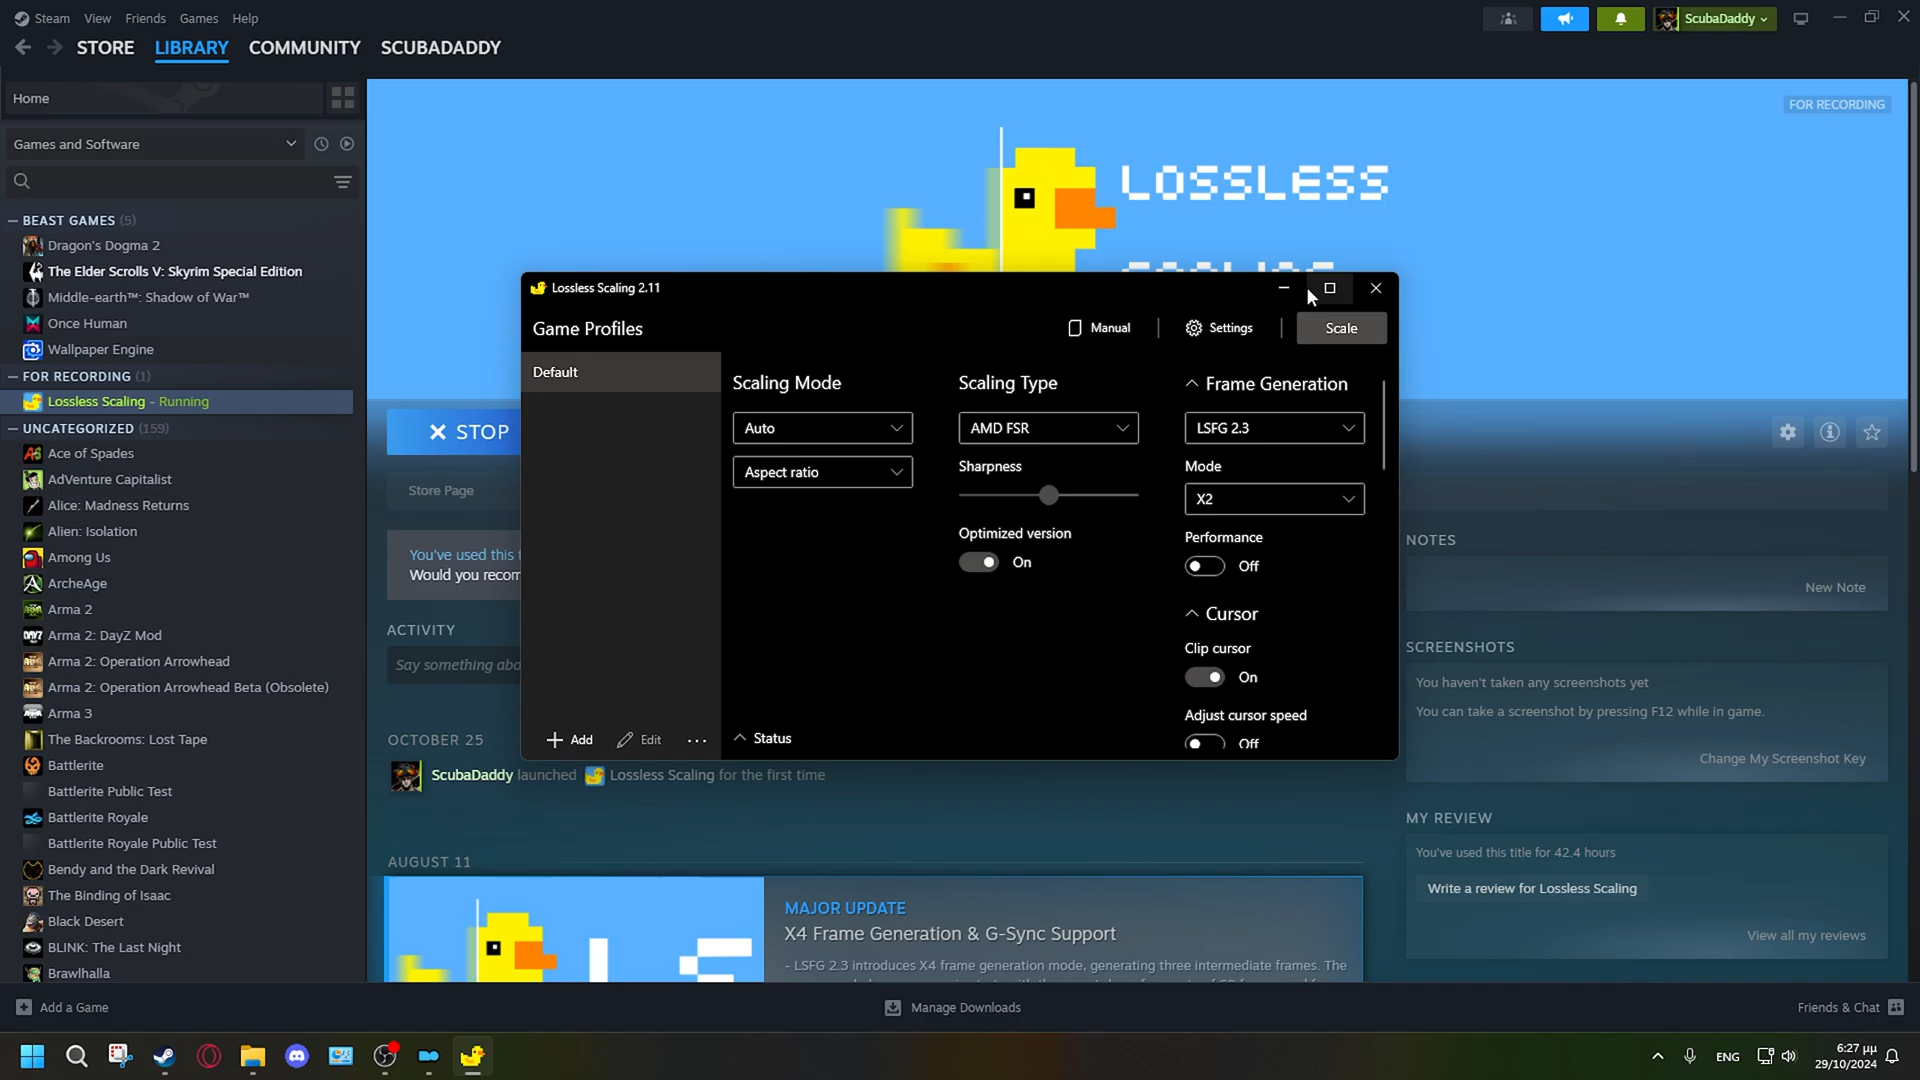 Steam View Friends Games Help
ScubaDaddy
STORE LIBRARY COMMUNITY SCUBADADDY
Home
Games and Software
BEAST GAMES (5)
Dragon's Dogma 2
The Elder Scrolls V: Skyrim Special Edition
Middle-earth™: Shadow of War™
Once Human
Wallpaper Engine
FOR RECORDING (1)
Lossless Scaling - Running
UNCATEGORIZED (159)
Ace of Spades
AdVenture Capitalist
Alice: Madness Returns
Alien: Isolation
Among Us
ArcheAge
Arma 2
Arma 2: DayZ Mod
Arma 2: Operation Arrowhead
Arma 2: Operation Arrowhead Beta (Obsolete)
Arma 3
The Backrooms: Lost Tape
Battlerite
Battlerite Public Test
Battlerite Royale
Battlerite Royale Public Test
Bendy and the Dark Revival
The Binding of Isaac
Black Desert
BLINK: The Last Night
Brawlhalla
FOR RECORDING
LOSSLESS
STOP
Store Page
You've used this
Would you recom
ACTIVITY
Say something abo
OCTOBER 25
ScubaDaddy launched Lossless Scaling for the first time
AUGUST 11
MAJOR UPDATE
X4 Frame Generation & G-Sync Support
- LSFG 2.3 introduces X4 frame generation mode, generating three intermediate frames. The
Lossless Scaling 2.11
Game Profiles
Manual
Settings
Scale
Default
Add
Edit
Scaling Mode
Auto
Aspect ratio
Status
Scaling Type
AMD FSR
Sharpness
Optimized version
On
Frame Generation
LSFG 2.3
Mode
X2
Performance
Off
Cursor
Clip cursor
On
Adjust cursor speed
Off
NOTES
New Note
SCREENSHOTS
You haven't taken any screenshots yet
You can take a screenshot by pressing F12 while in game.
Change My Screenshot Key
MY REVIEW
You've used this title for 42.4 hours
Write a review for Lossless Scaling
View all my reviews
Add a Game
Manage Downloads
Friends & Chat
ENG
6:27 μμ
29/10/2024